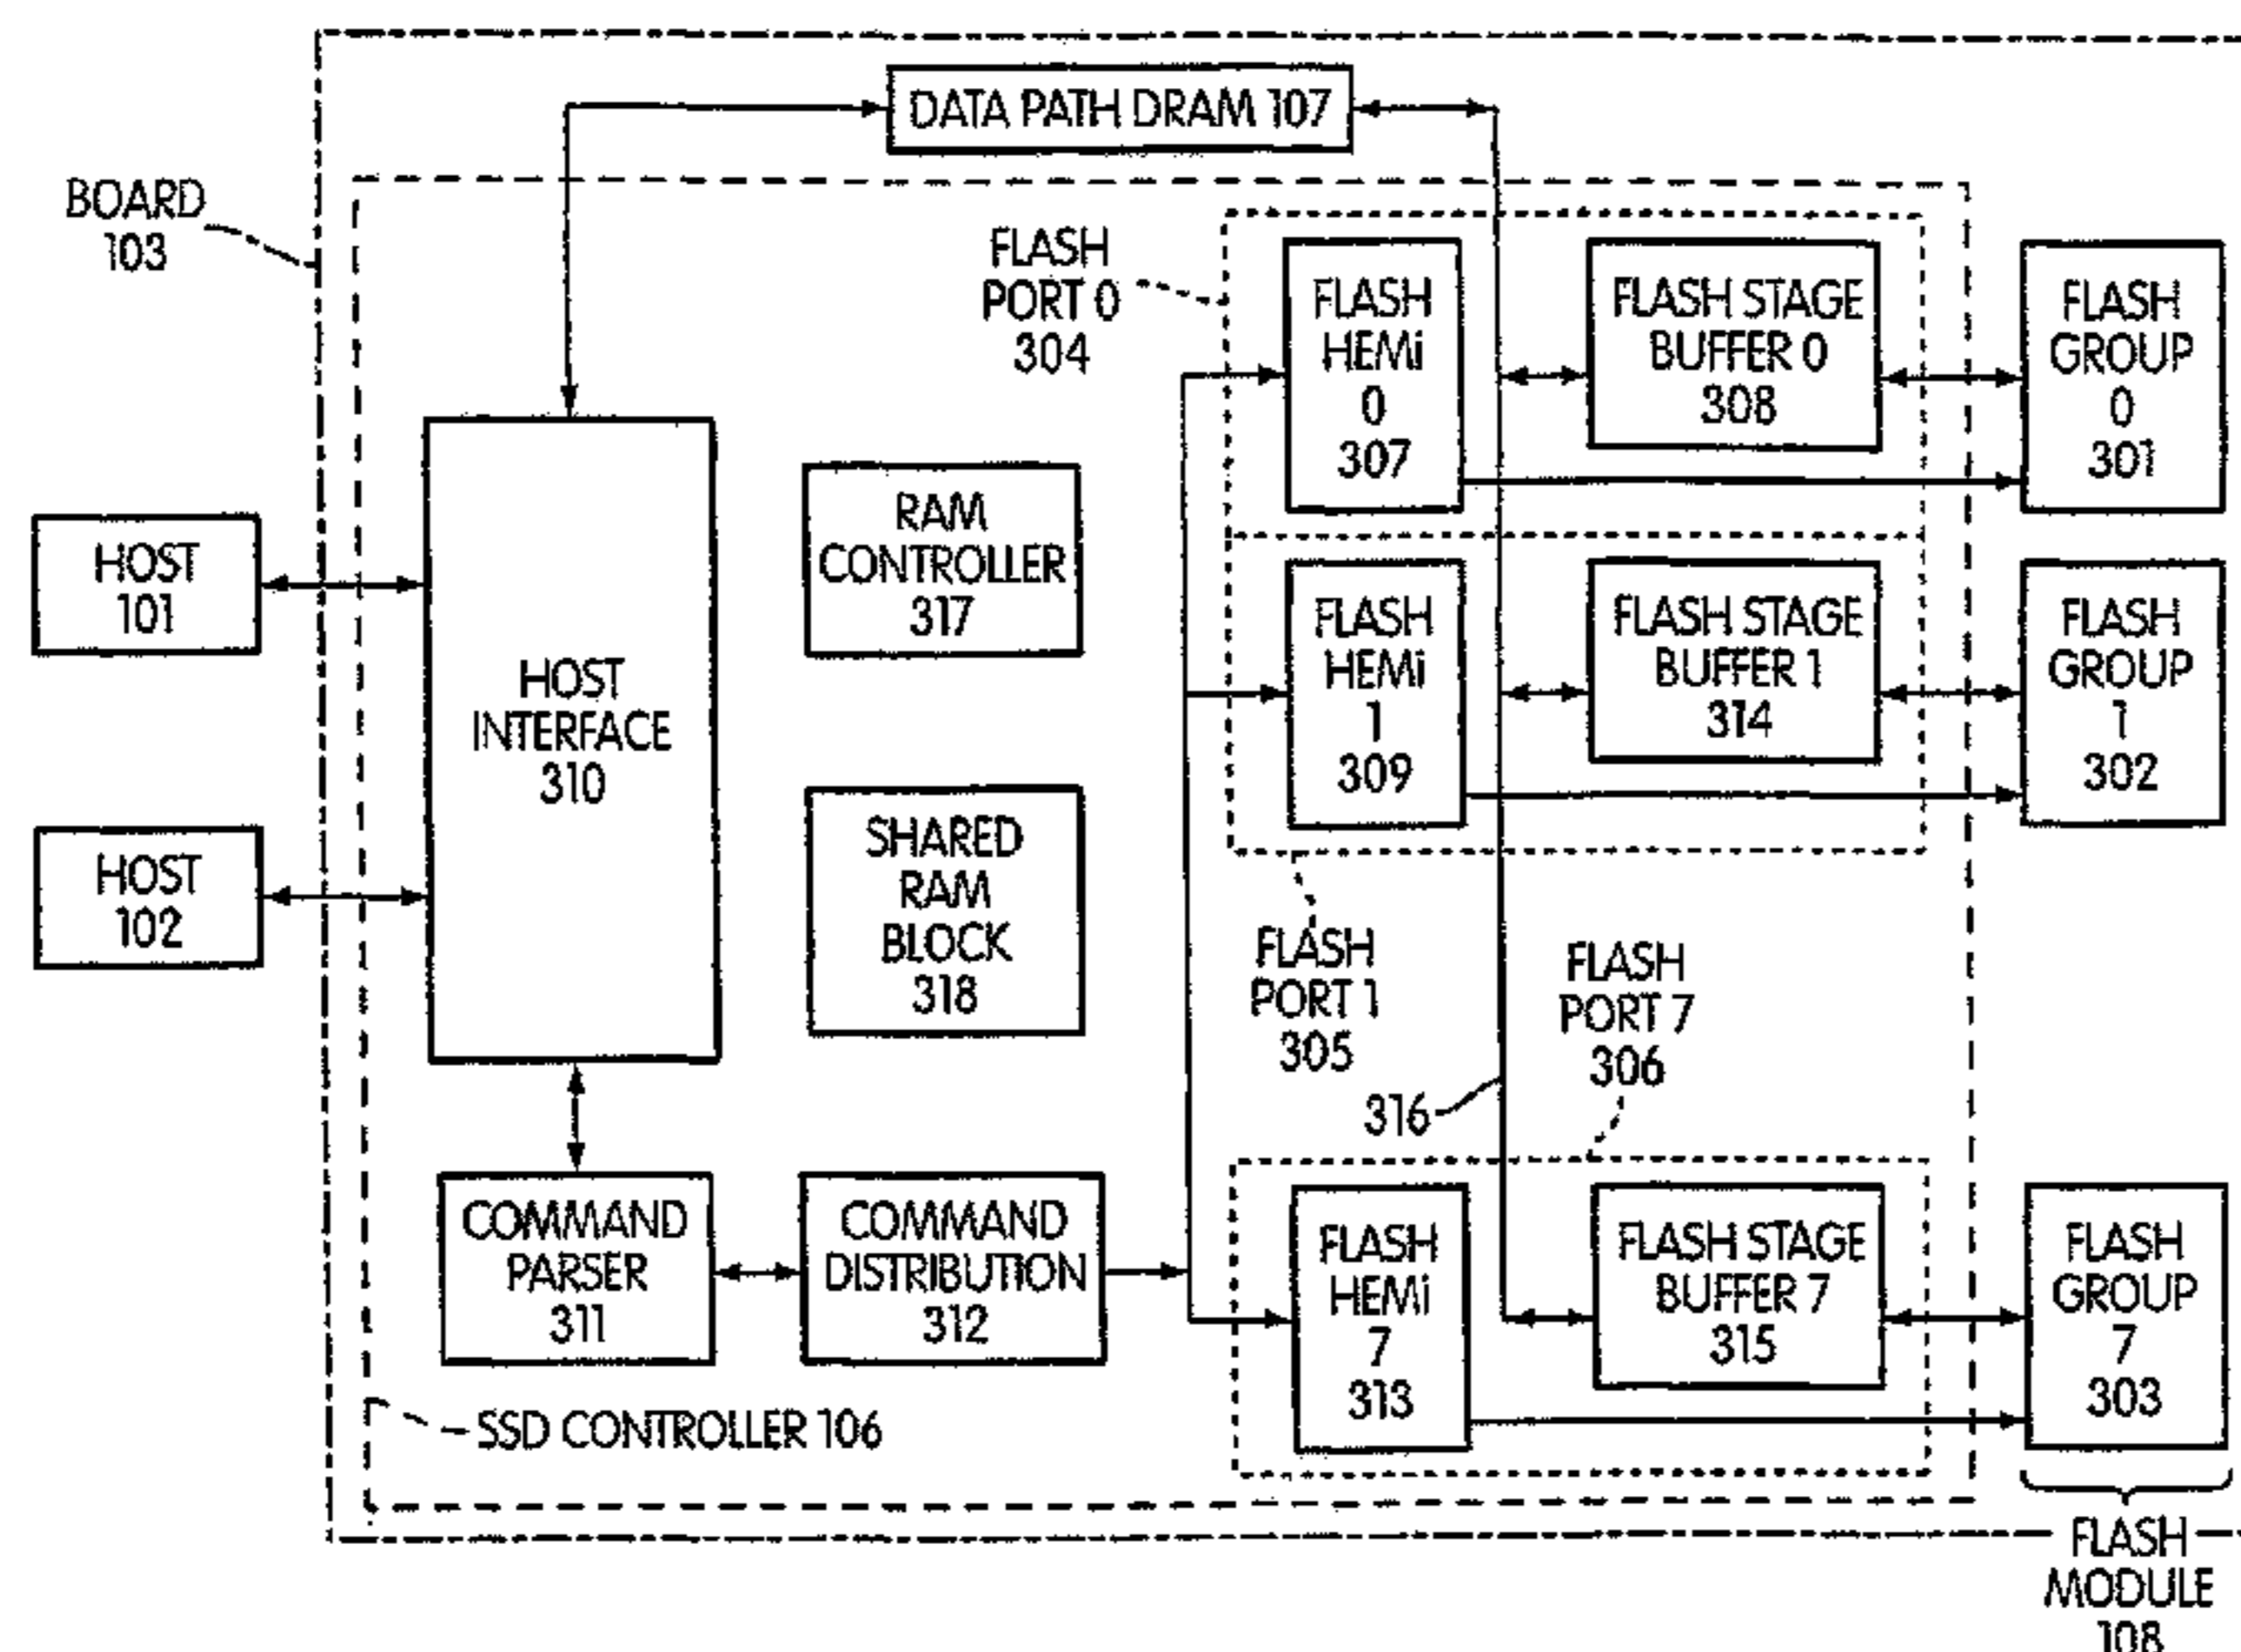 DATA PATH DRAM 107
BOARD
103
FLASH
PORT 0
304
FLASH
HEMi
0
307
FLASH STAGE
BUFFER 0
308
FLASH
GROUP
0
301
HOST
101
HOST
INTERFACE
310
RAM
CONTROLLER
317
FLASH
HEMi
1
309
FLASH STAGE
BUFFER 1
314
FLASH
GROUP
1
302
HOST
102
SHARED
RAM
BLOCK
318
FLASH
PORT 1
305
FLASH
PORT 7
306
316
COMMAND
PARSER
311
COMMAND
DISTRIBUTION
312
FLASH
HEMi
7
313
FLASH STAGE
BUFFER 7
315
FLASH
GROUP
7
303
SSD CONTROLLER 106
FLASH
MODULE
108